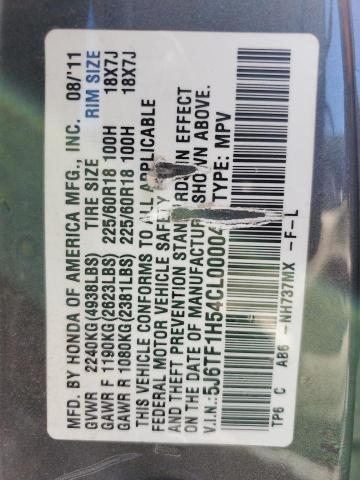 MFD. BY HONDA OF AMERICA MFG., INC. 08/'11
GVWR 2240KG(4938LBS) TIRE SIZE RIM SIZE
GAWR F 1190KG(2623LBS) 225/60R18 100H 18X7J
GAWR R 1080KG(2381LBS) 225/60R18 100H 18X7J
THIS VEHICLE CONFORMS TO ALL APPLICABLE
FEDERAL MOTOR VEHICLE SAFETY
AND THEFT PREVENTION STANDARDS IN EFFECT
ON THE DATE OF MANUFACTURE SHOWN ABOVE.
V.I.N.:5J6TF1H54CL00004 TYPE: MPV
TP6 C AB6 -NH737MX -F-L